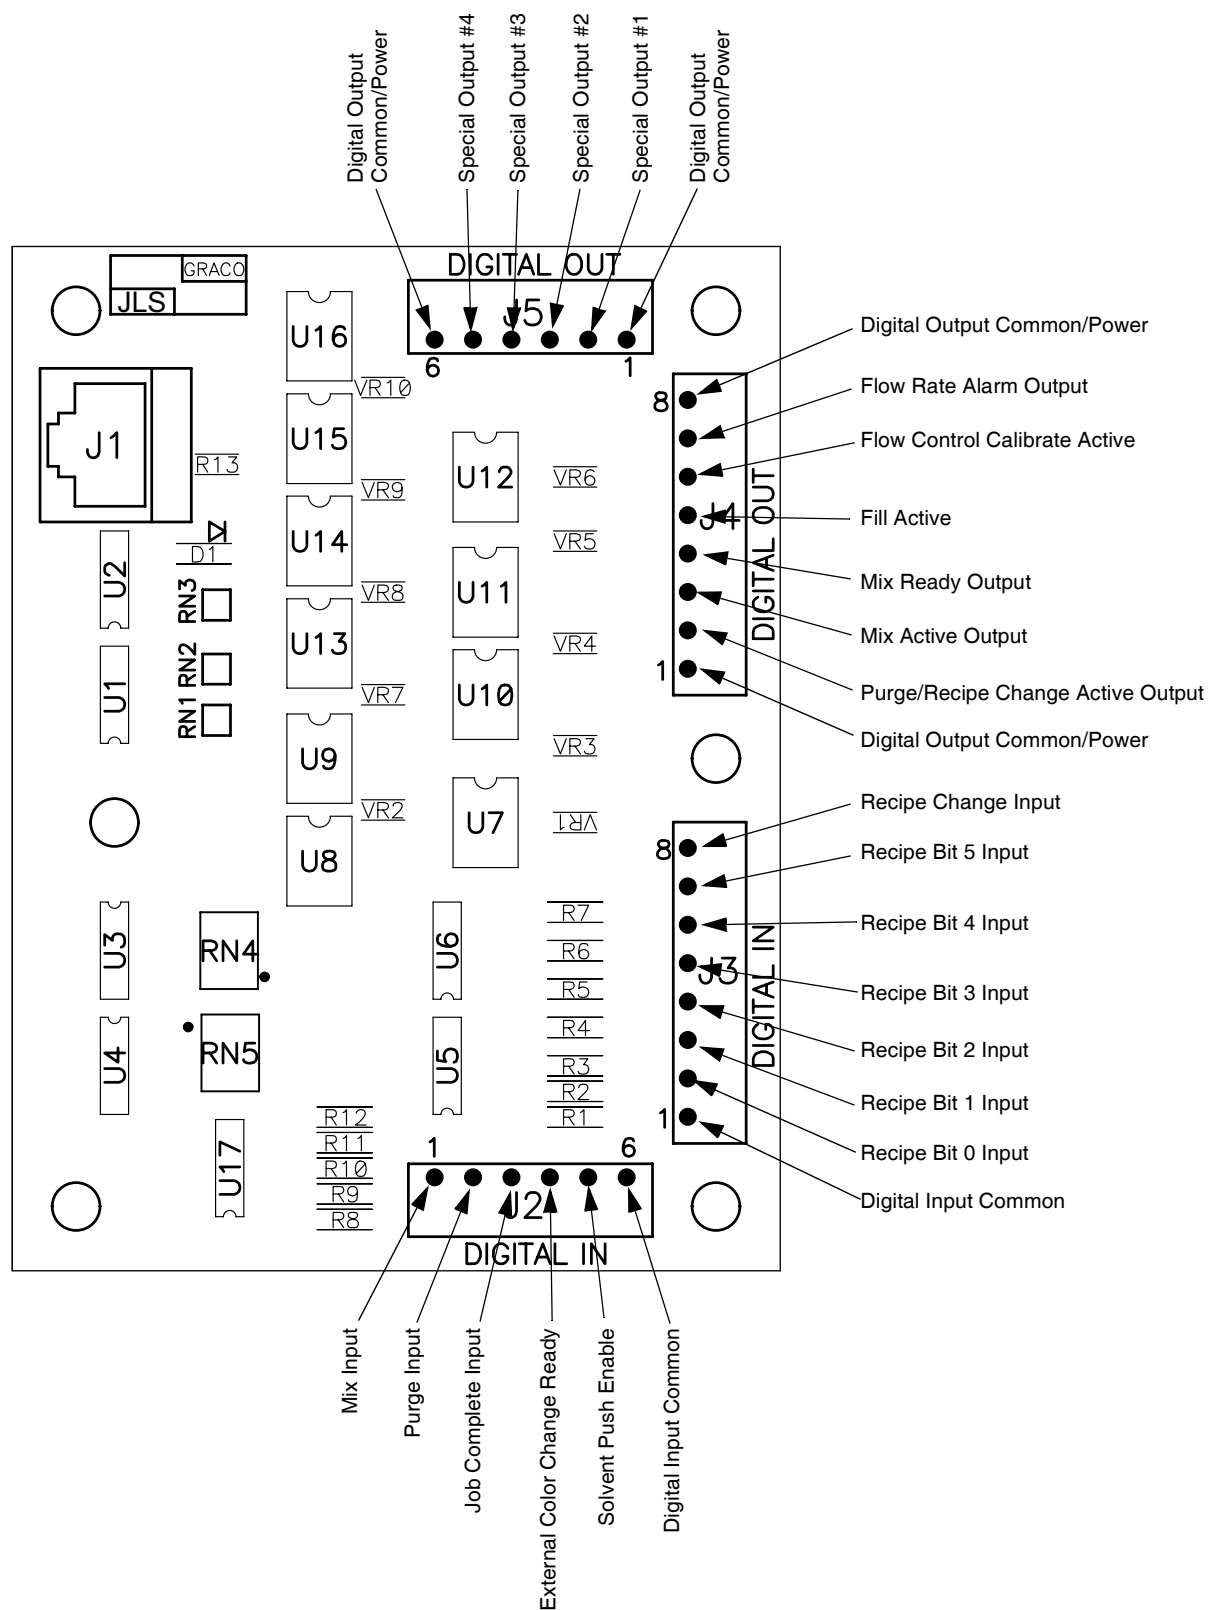 Digital Output
Common/Power
Special Output #4
Special Output #3
Special Output #2
Special Output #1
Digital Output
Common/Power
GRACO
JLS
DIGITAL OUT
J5
6
1
U16
VR10
J1
R13
U15
VR9
U12
VR6
U14
VR8
VR5
D1
U2
RN3
U11
U13
VR7
VR4
U1
RN2
RN1
U10
VR3
U9
VR2
U7
VR1
U8
8
J4
DIGITAL OUT
1
Digital Output Common/Power
Flow Rate Alarm Output
Flow Control Calibrate Active
Fill Active
Mix Ready Output
Mix Active Output
Purge/Recipe Change Active Output
Digital Output Common/Power
Recipe Change Input
Recipe Bit 5 Input
Recipe Bit 4 Input
Recipe Bit 3 Input
Recipe Bit 2 Input
Recipe Bit 1 Input
Recipe Bit 0 Input
Digital Input Common
8
J3
DIGITAL IN
1
U3
RN4
U6
R7
R6
R5
U4
RN5
U5
R4
R3
R2
R1
U17
R12
R11
R10
R9
R8
1
6
J2
DIGITAL IN
Mix Input
Purge Input
Job Complete Input
External Color Change Ready
Solvent Push Enable
Digital Input Common